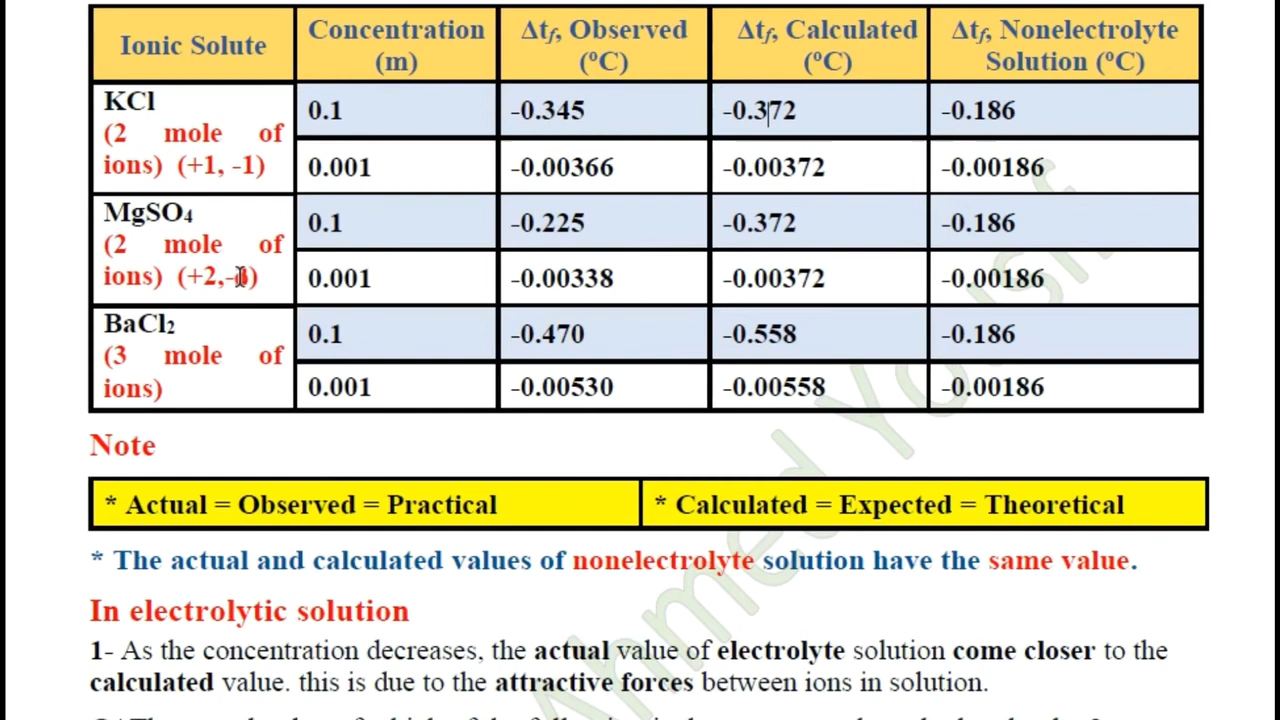 Ionic Solute
Concentration
(m)
Δtf, Observed
(ºC)
Δtf, Calculated
(ºC)
Δtf, Nonelectrolyte
Solution (ºC)
KCl
(2 mole of
ions) (+1, -1)
0.1
-0.345
-0.372
-0.186
0.001
-0.00366
-0.00372
-0.00186
MgSO4
(2 mole of
ions) (+2,-
0.1
-0.225
-0.372
-0.186
0.001
-0.00338
-0.00372
-0.00186
BaCl2
(3 mole of
ions)
0.1
-0.470
-0.558
-0.186
0.001
-0.00530
-0.00558
-0.00186
Note
* Actual = Observed = Practical
* Calculated = Expected = Theoretical
* The actual and calculated values of nonelectrolyte solution have the same value.
In electrolytic solution
1- As the concentration decreases, the actual value of electrolyte solution come closer to the
calculated value. this is due to the attractive forces between ions in solution.
Ahmed Yousif